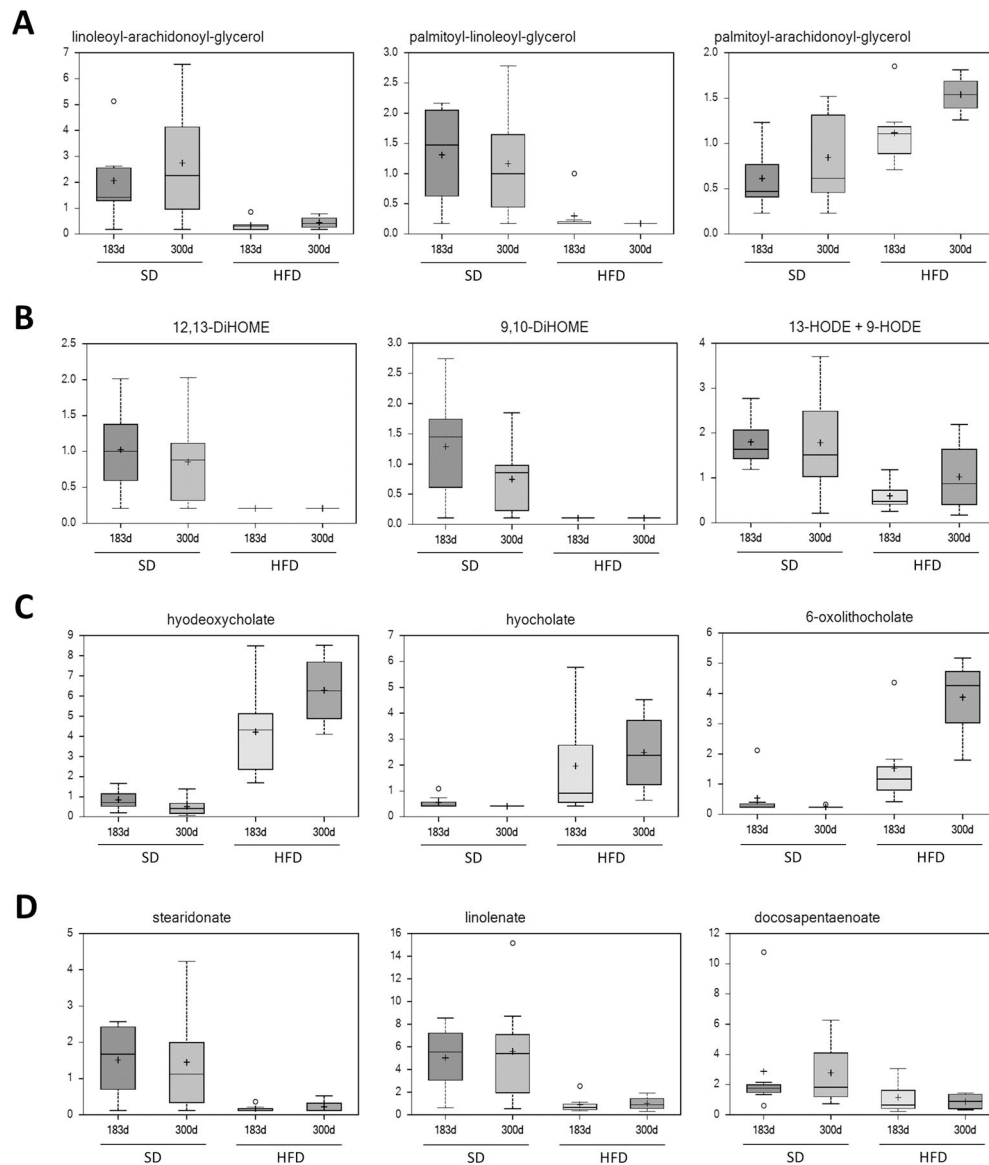 A
linoleoyl-arachidonoyl-glycerol
7
6
5
4
3
2
1
0
183d 300d 183d 300d
SD HFD
palmitoyl-linoleoyl-glycerol
3.0
2.5
2.0
1.5
1.0
0.5
0.0
183d 300d 183d 300d
SD HFD
palmitoyl-arachidonoyl-glycerol
2.0
1.5
1.0
0.5
0.0
183d 300d 183d 300d
SD HFD
B
12,13-DiHOME
2.5
2.0
1.5
1.0
0.5
0.0
183d 300d 183d 300d
SD HFD
9,10-DiHOME
3.0
2.5
2.0
1.5
1.0
0.5
0.0
183d 300d 183d 300d
SD HFD
13-HODE + 9-HODE
4
3
2
1
0
183d 300d 183d 300d
SD HFD
C
hyodeoxycholate
9
8
7
6
5
4
3
2
1
0
183d 300d 183d 300d
SD HFD
hyocholate
7
6
5
4
3
2
1
0
183d 300d 183d 300d
SD HFD
6-oxolithocholate
6
5
4
3
2
1
0
183d 300d 183d 300d
SD HFD
D
stearidonate
5
4
3
2
1
0
183d 300d 183d 300d
SD HFD
linolenate
16
14
12
10
8
6
4
2
0
183d 300d 183d 300d
SD HFD
docosapentaenoate
12
10
8
6
4
2
0
183d 300d 183d 300d
SD HFD